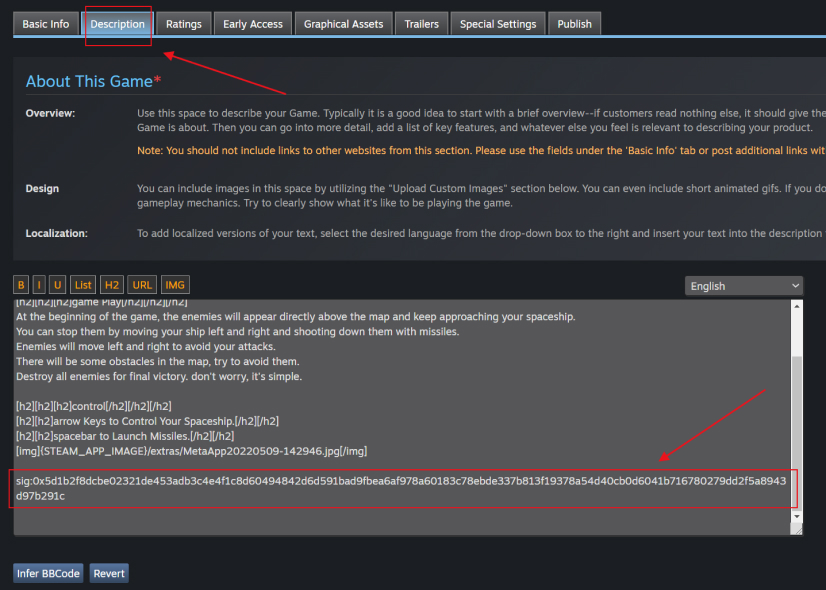 Basic Info Description Ratings Early Access Graphical Assets Trailers Special Settings Publish
About This Game*
Overview: Use this space to describe your Game. Typically it is a good idea to start with a brief overview--if customers read nothing else, it should give the
Game is about. Then you can go into more detail, add a list of key features, and whatever else you feel is relevant to describing your product.
Note: You should not include links to other websites from this section. Please use the fields under the 'Basic Info' tab or post additional links wit
Design You can include images in this space by utilizing the "Upload Custom Images" section below. You can even include short animated gifs. If you do
gameplay mechanics. Try to clearly show what it's like to be playing the game.
Localization: To add localized versions of your text, select the desired language from the drop-down box to the right and insert your text into the description
B I U List H2 URL IMG English
[h2][h2][h2]game Play[/h2][/h2][/h2]
At the beginning of the game, the enemies will appear directly above the map and keep approaching your spaceship.
You can stop them by moving your ship left and right and shooting down them with missiles.
Enemies will move left and right to avoid your attacks.
There will be some obstacles in the map, try to avoid them.
Destroy all enemies for final victory. don't worry, it's simple.
[h2][h2][h2]control[/h2][/h2][/h2]
[h2][h2]arrow Keys to Control Your Spaceship.[/h2][/h2]
[h2][h2]spacebar to Launch Missiles.[/h2][/h2]
[img]{STEAM_APP_IMAGE}/extras/MetaApp20220509-142946.jpg[/img]
sig:0x5d1b2f8dcbe02321de453adb3c4e4f1c8d60494842d6d591bad9fbea6af978a60183c78ebde337b813f19378a54d40cb0d6041b716780279dd2f5a8943
d97b291c
Infer BBCode Revert